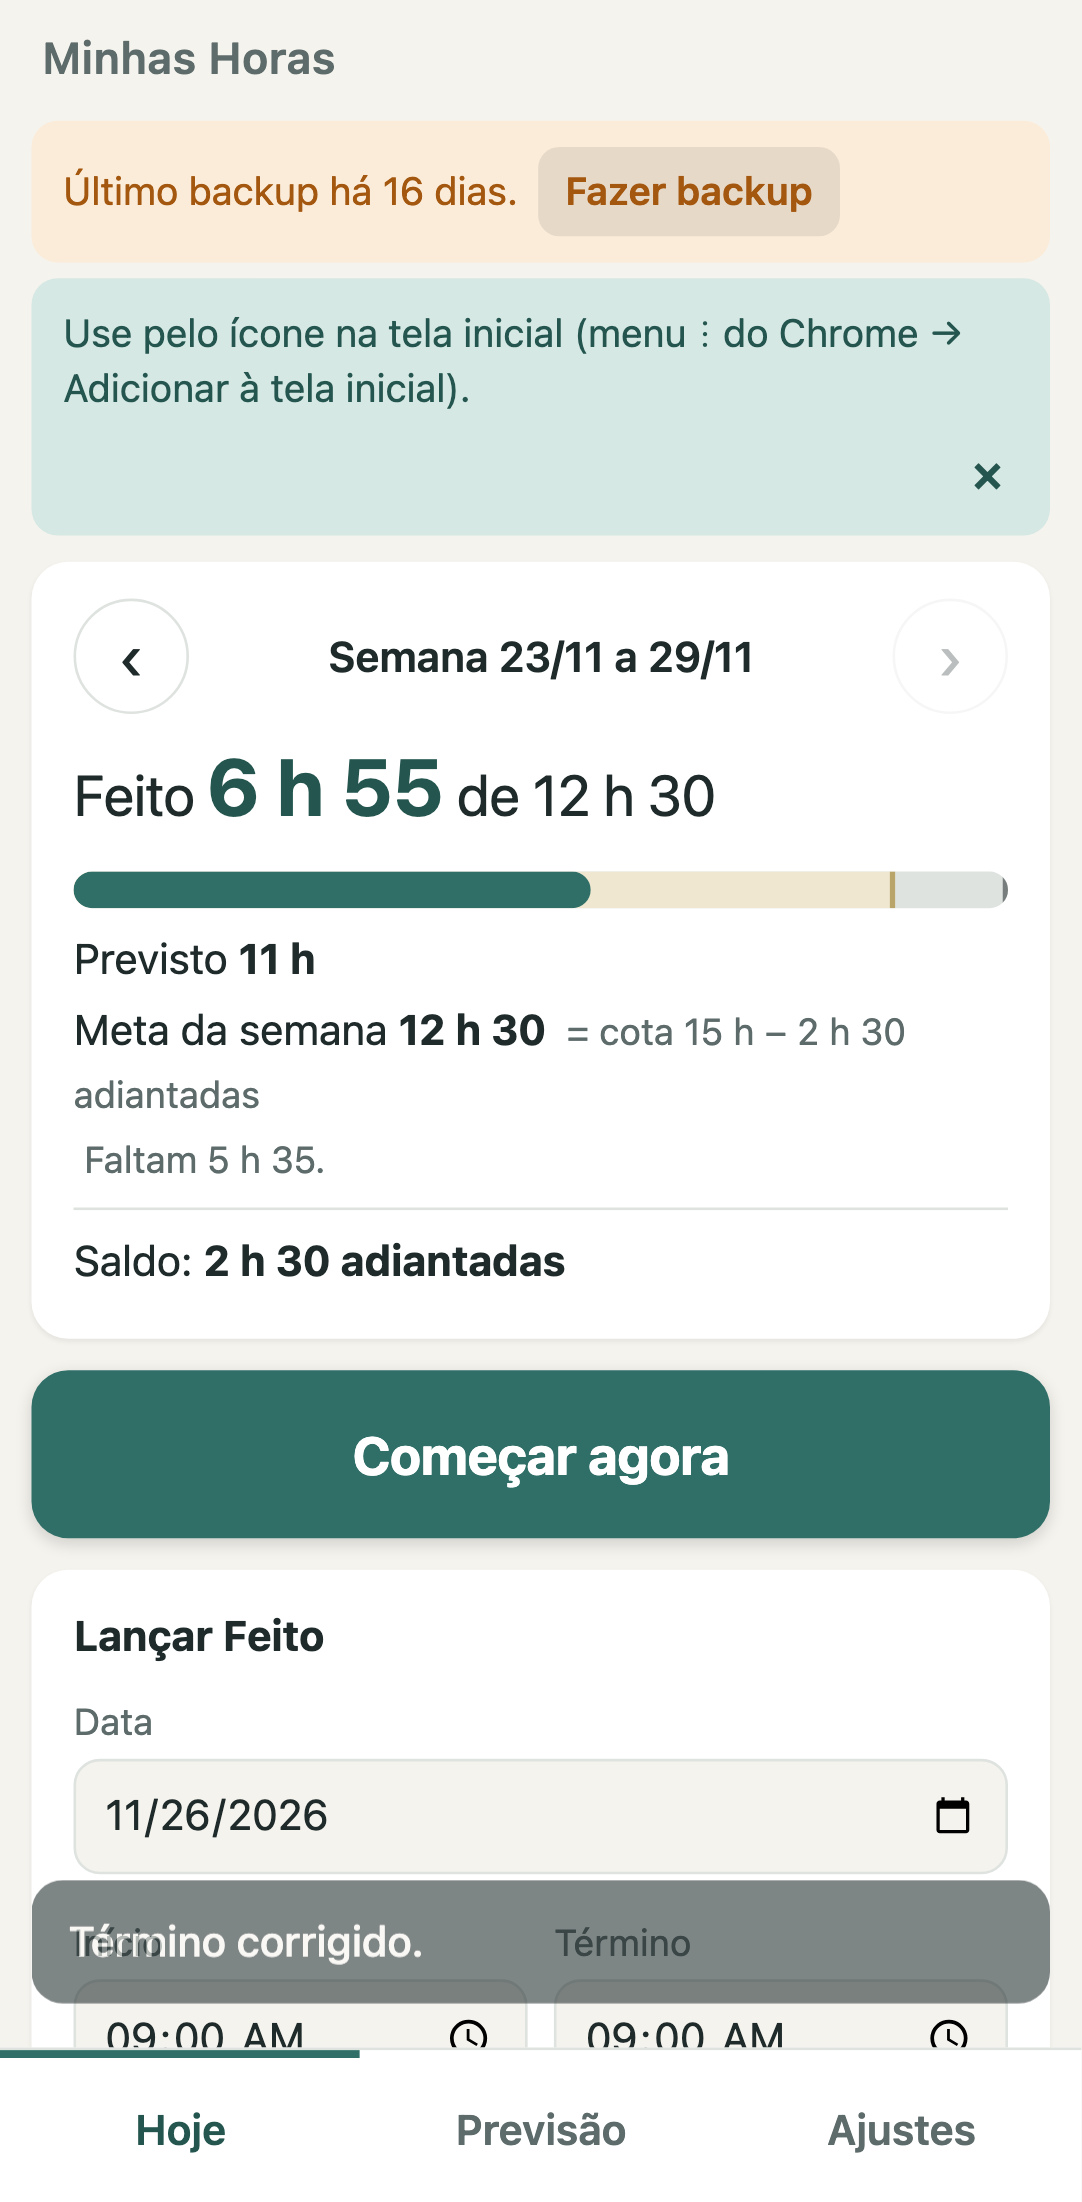 Minhas Horas
Último backup há 16 dias. Fazer backup
Use pelo ícone na tela inicial (menu ⋮ do Chrome →
Adicionar à tela inicial).
×
‹ Semana 23/11 a 29/11 ›
Feito 6 h 55 de 12 h 30
Previsto 11 h
Meta da semana 12 h 30 = cota 15 h – 2 h 30
adiantadas
Faltam 5 h 35.
Saldo: 2 h 30 adiantadas
Começar agora
Lançar Feito
Data
11/26/2026
Início Término
Término corrigido.
09:00 AM 09:00 AM
Hoje Previsão Ajustes